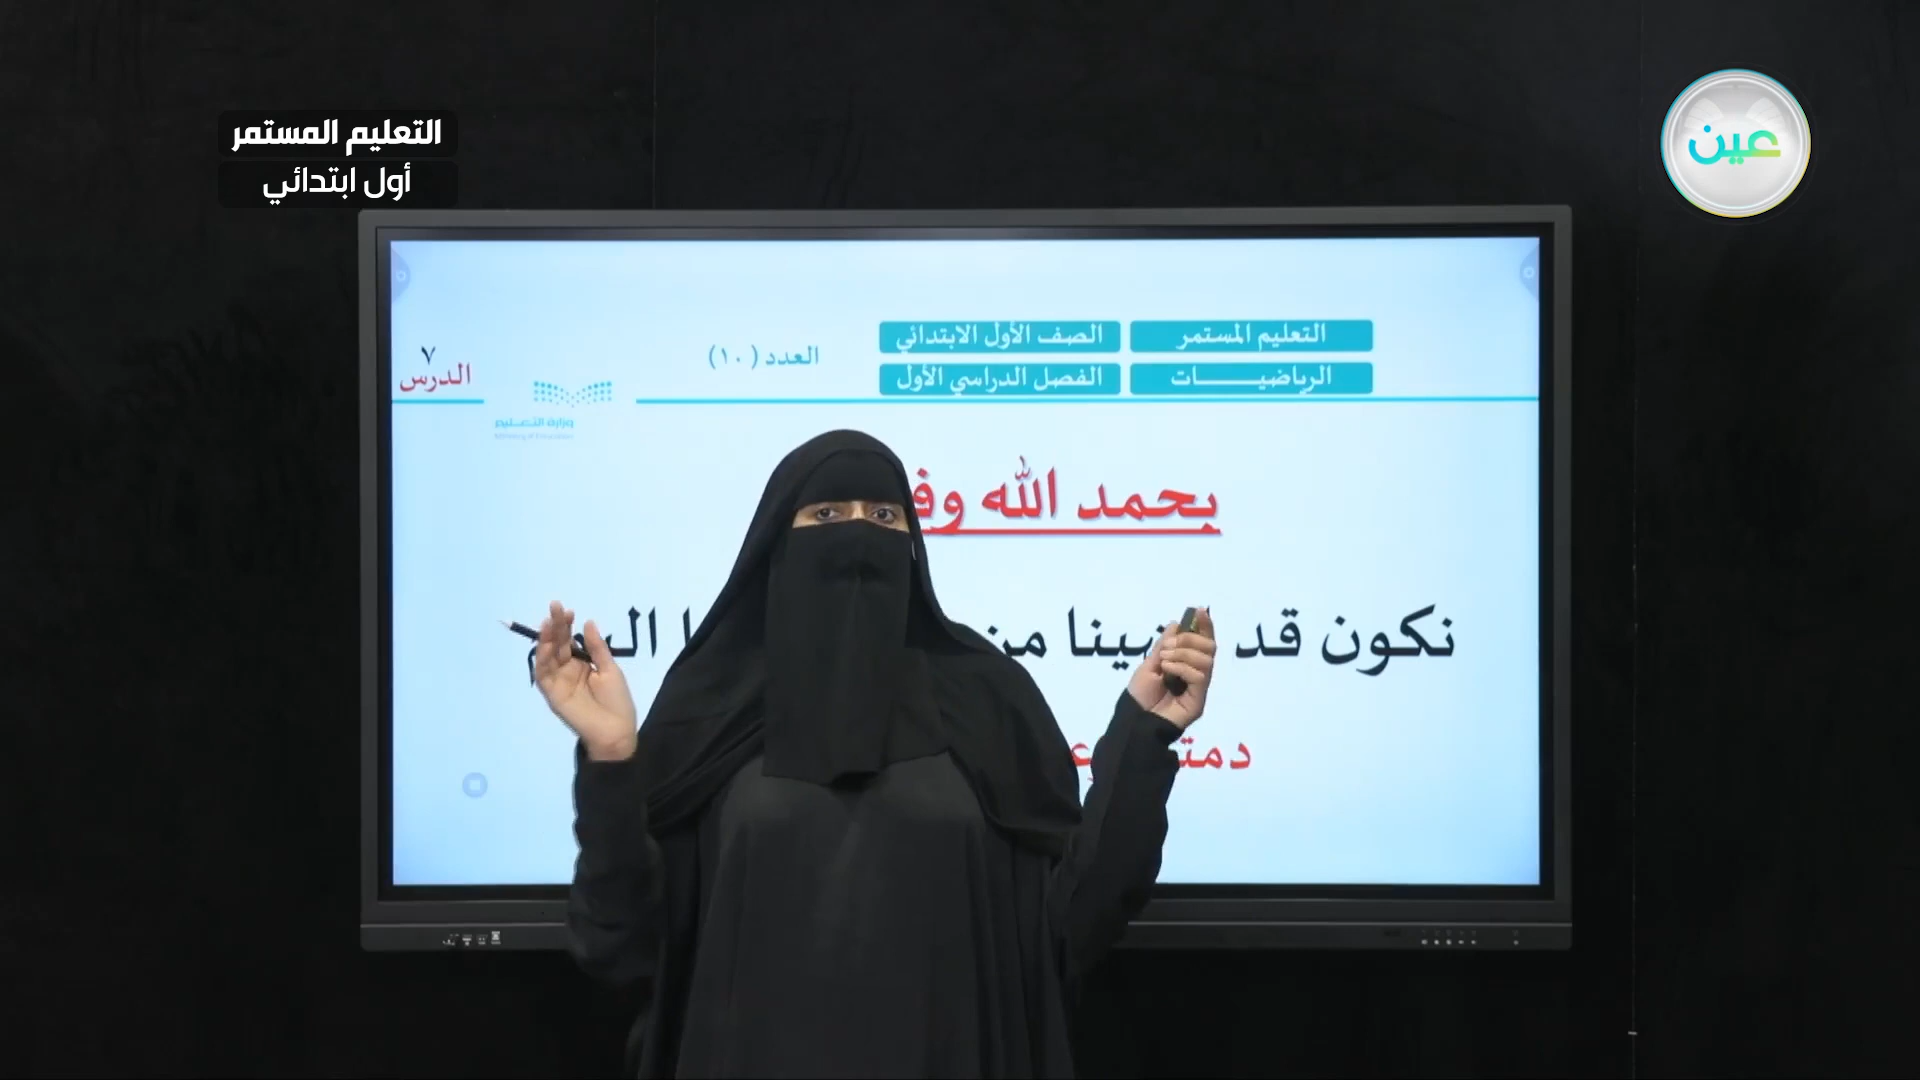 التعليم المستمر
أول ابتدائي
عين
التعليم المستمر
الصف الأول الابتدائي
الرياضيـــــات
الفصل الدراسي الأول
العدد (١٠)
٧
الدرس
وزارة التعليم
بحمد الله
نكون قد من